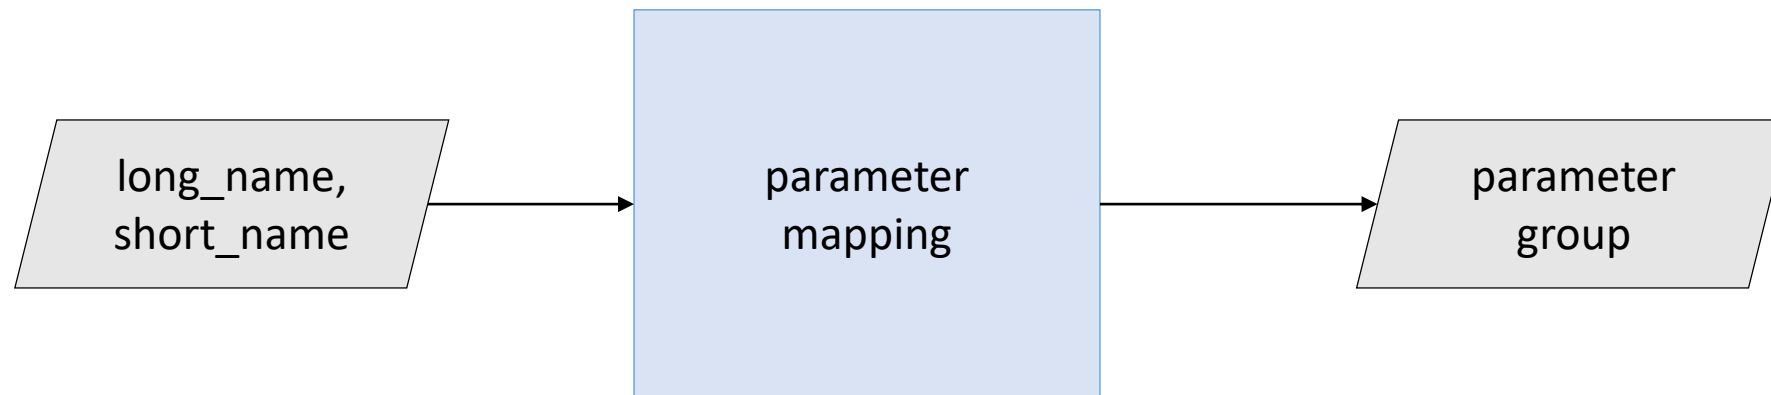 long_name,
short_name
parameter
mapping
parameter
group